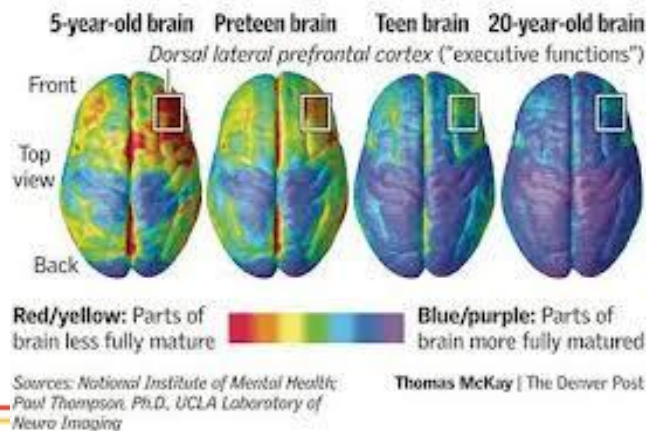 5-year-old brain Preteen brain Teen brain 20-year-old brain
Dorsal lateral prefrontal cortex ("executive functions")
Front
Top
view
Back
Red/yellow: Parts of
brain less fully mature
Blue/purple: Parts of
brain more fully matured
Sources: National Institute of Mental Health;
Paul Thompson, Ph.D., UCLA Laboratory of
Neuro Imaging
Thomas McKay | The Denver Post